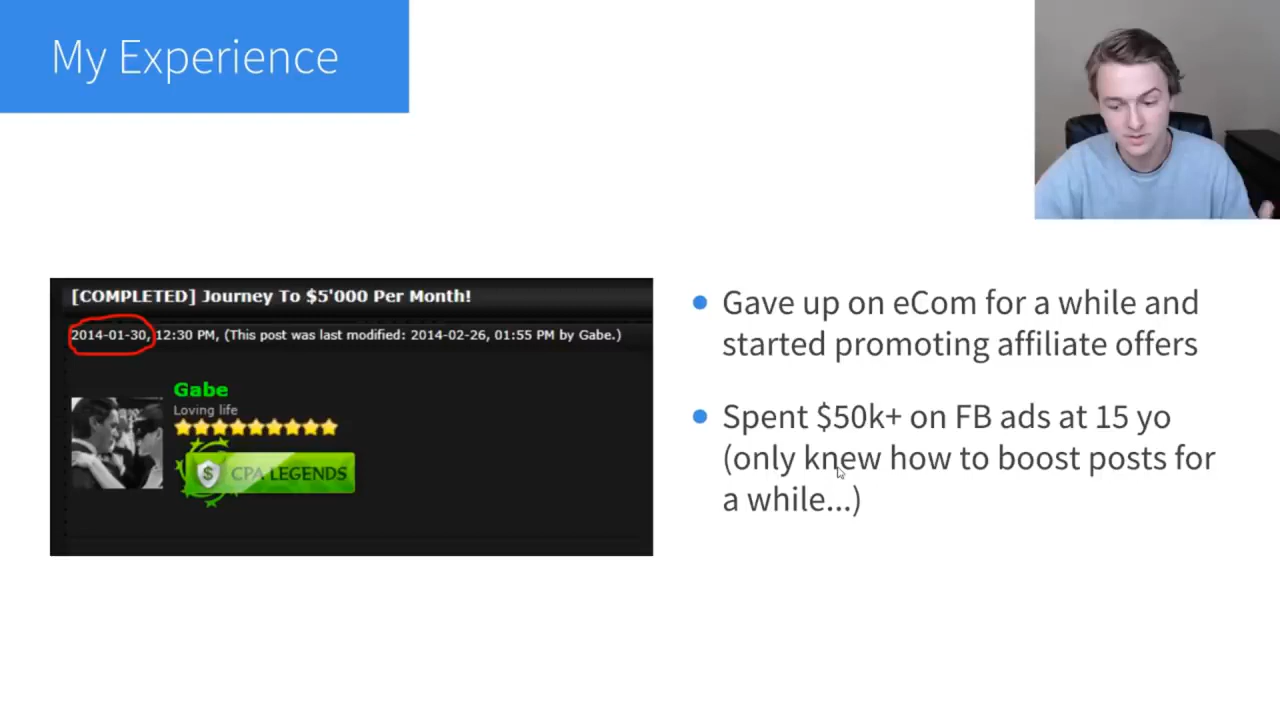 My Experience
[COMPLETED] Journey To $5'000 Per Month!
2014-01-30, 12:30 PM, (This post was last modified: 2014-02-26, 01:55 PM by Gabe.)
Gabe
Loving life
$ CPA LEGENDS
Gave up on eCom for a while and
started promoting affiliate offers
Spent $50k+ on FB ads at 15 yo
(only knew how to boost posts for
a while...)